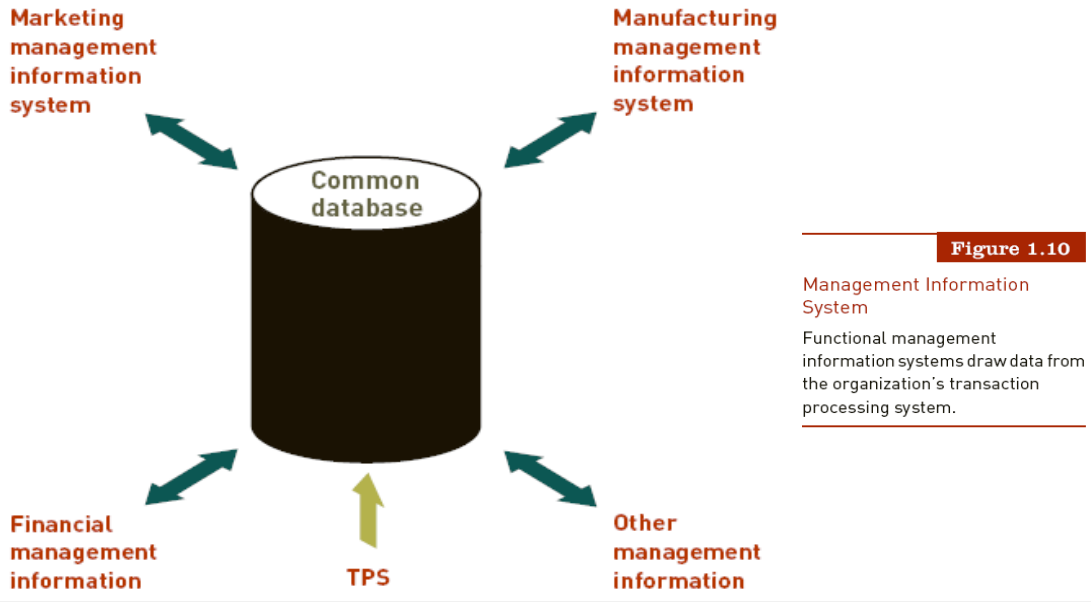 Marketing
management
information
system
Manufacturing
management
information
system
Common
database
Figure 1.10
Management Information
System
Functional management
information systems draw data from
the organization's transaction
processing system.
Financial
management
information
TPS
Other
management
information